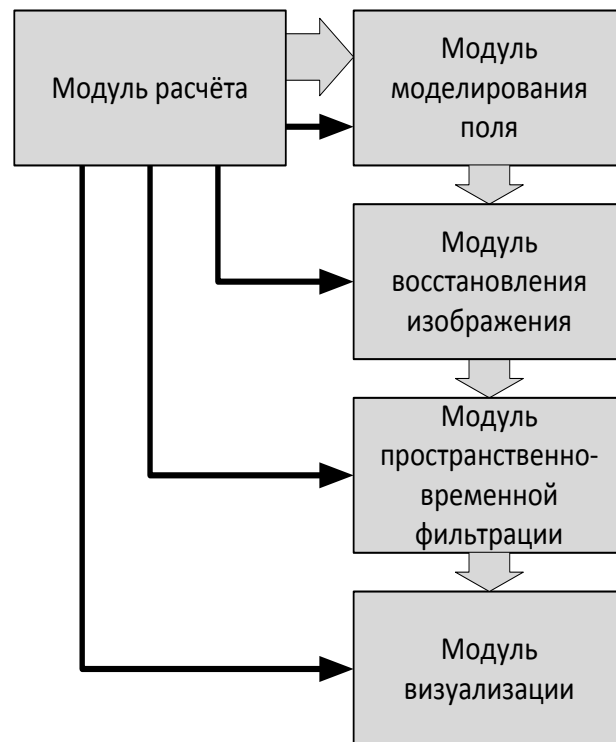 Модуль расчёта
Модуль
моделирования
поля
Модуль
восстановления
изображения
Модуль
пространственно-
временной
фильтрации
Модуль
визуализации